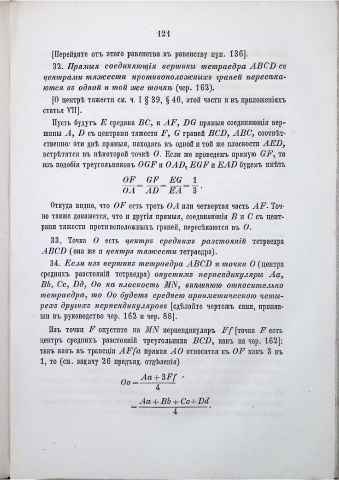 121
[Перейдите отъ этого равенства къ равенству пун. 136].
32. Прямыя соединяющія вершины тетраедра ABCD съ
центрами тяжести противоположныхъ граней пересѣка-
ются въ одной и той же точкѣ (чер. 162).
[О центрѣ тяжести см. ч. I § 39, § 40, этой части и въ приложеніяхъ
статья VII].
Пусть будутъ E средина BC, и AF, DG прямыя соединяющія вер-
шины A, D съ центрами тяжести F, G граней BCD, ABC, соотвѣт-
ственно: эти двѣ прямыя, находясь въ одной и той же плоскости AED,
встрѣтятся въ нѣкоторой точкѣ O. Если же проведемъ прямую GF, то
изъ подобія треугольниковъ OGF и OAD, EGF и EAD будемъ имѣть
OF/OA = GF/AD = EG/EA = 1/3.
Откуда видно, что OF есть треть OA или четвертая часть AF. Точ-
но также докажется, что и другія прямыя, соединяющія B и C съ цент-
рами тяжести противоположныхъ граней, пересѣкаются въ O.
33. Точка O есть центръ среднихъ разстояній тетраедра
ABCD (она же и центръ тяжести тетраедра).
34. Если изъ вершинъ тетраедра ABCD и точки O (центра
среднихъ разстояній тетраедра) опустимъ перпендикуляры Aa,
Bb, Cc, Dd, Oo на плоскость MN, внѣшнюю относительно
тетраедра, то Oo будетъ среднею ариѳметическою четы-
рехъ другихъ перпендикуляровъ [сдѣлайте чертежъ сами, приняв-
ши въ руководство чер. 162 и чер. 88].
Изъ точки F опустите на MN перпендикуляръ Ff [точка F есть
центръ среднихъ разстояній треугольника BCD, какъ на чер. 162]:
такъ какъ въ трапеціи AFfa прямая AO относится къ OF какъ 3 къ
1, то (см. задачу 26 предъид. отдѣленія)
Oo = (Aa + 3Ff)/4
= (Aa + Bb + Cc + Dd)/4.